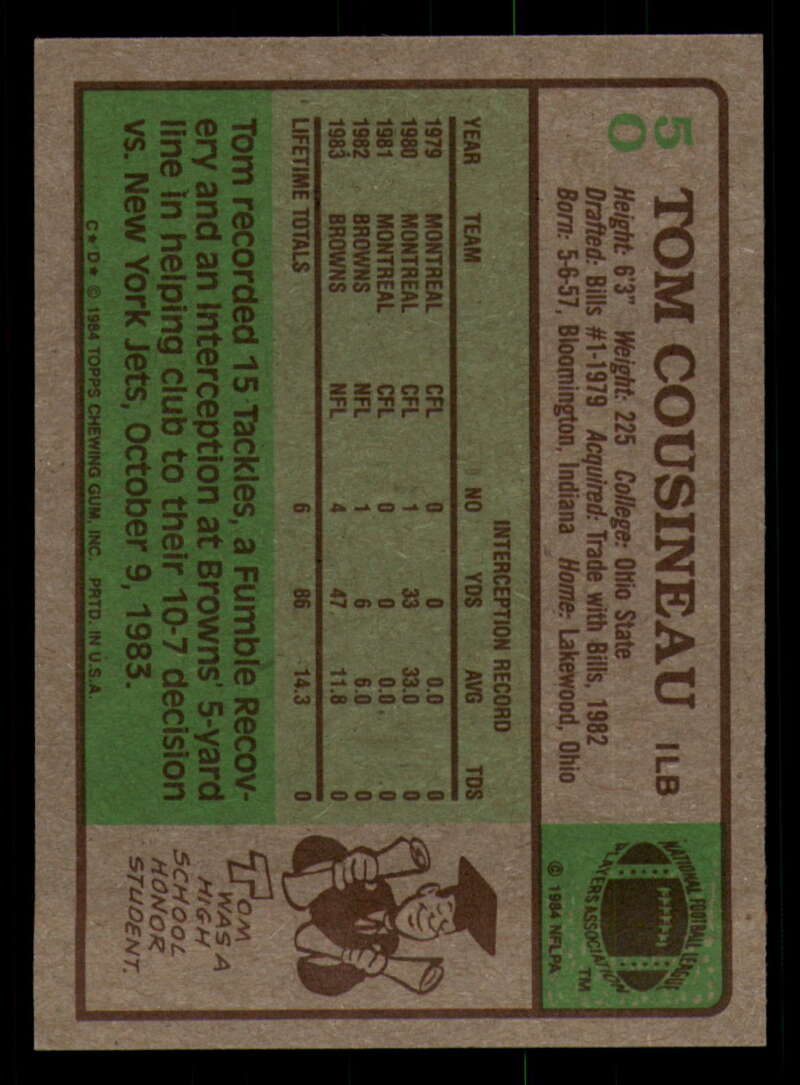 50
TOM COUSINEAU ILB
Height: 6'3" Weight: 225 College: Ohio State
Drafted: Bills #1-1979 Acquired: Trade with Bills, 1982
Born: 5-6-57, Bloomington, Indiana Home: Lakewood, Ohio
NATIONAL FOOTBALL LEAGUE
PLAYERS ASSOCIATION
TM
© 1984 NFLPA
INTERCEPTION RECORD
YEAR TEAM NO YDS AVG TDS
1979 MONTREAL CFL 0 0 0.0 0
1980 MONTREAL CFL 1 33 33.0 0
1981 MONTREAL CFL 0 0 0.0 0
1982 BROWNS NFL 1 6 6.0 0
1983 BROWNS NFL 4 47 11.8 0
LIFETIME TOTALS 6 86 14.3 0
Tom recorded 15 Tackles, a Fumble Recov-
ery and an Interception at Browns' 5-yard
line in helping club to their 10-7 decision
vs. New York Jets, October 9, 1983.
C★D★ © 1984 TOPPS CHEWING GUM, INC. PRTD. IN U.S.A.
TOM
WAS A
HIGH
SCHOOL
HONOR
STUDENT.